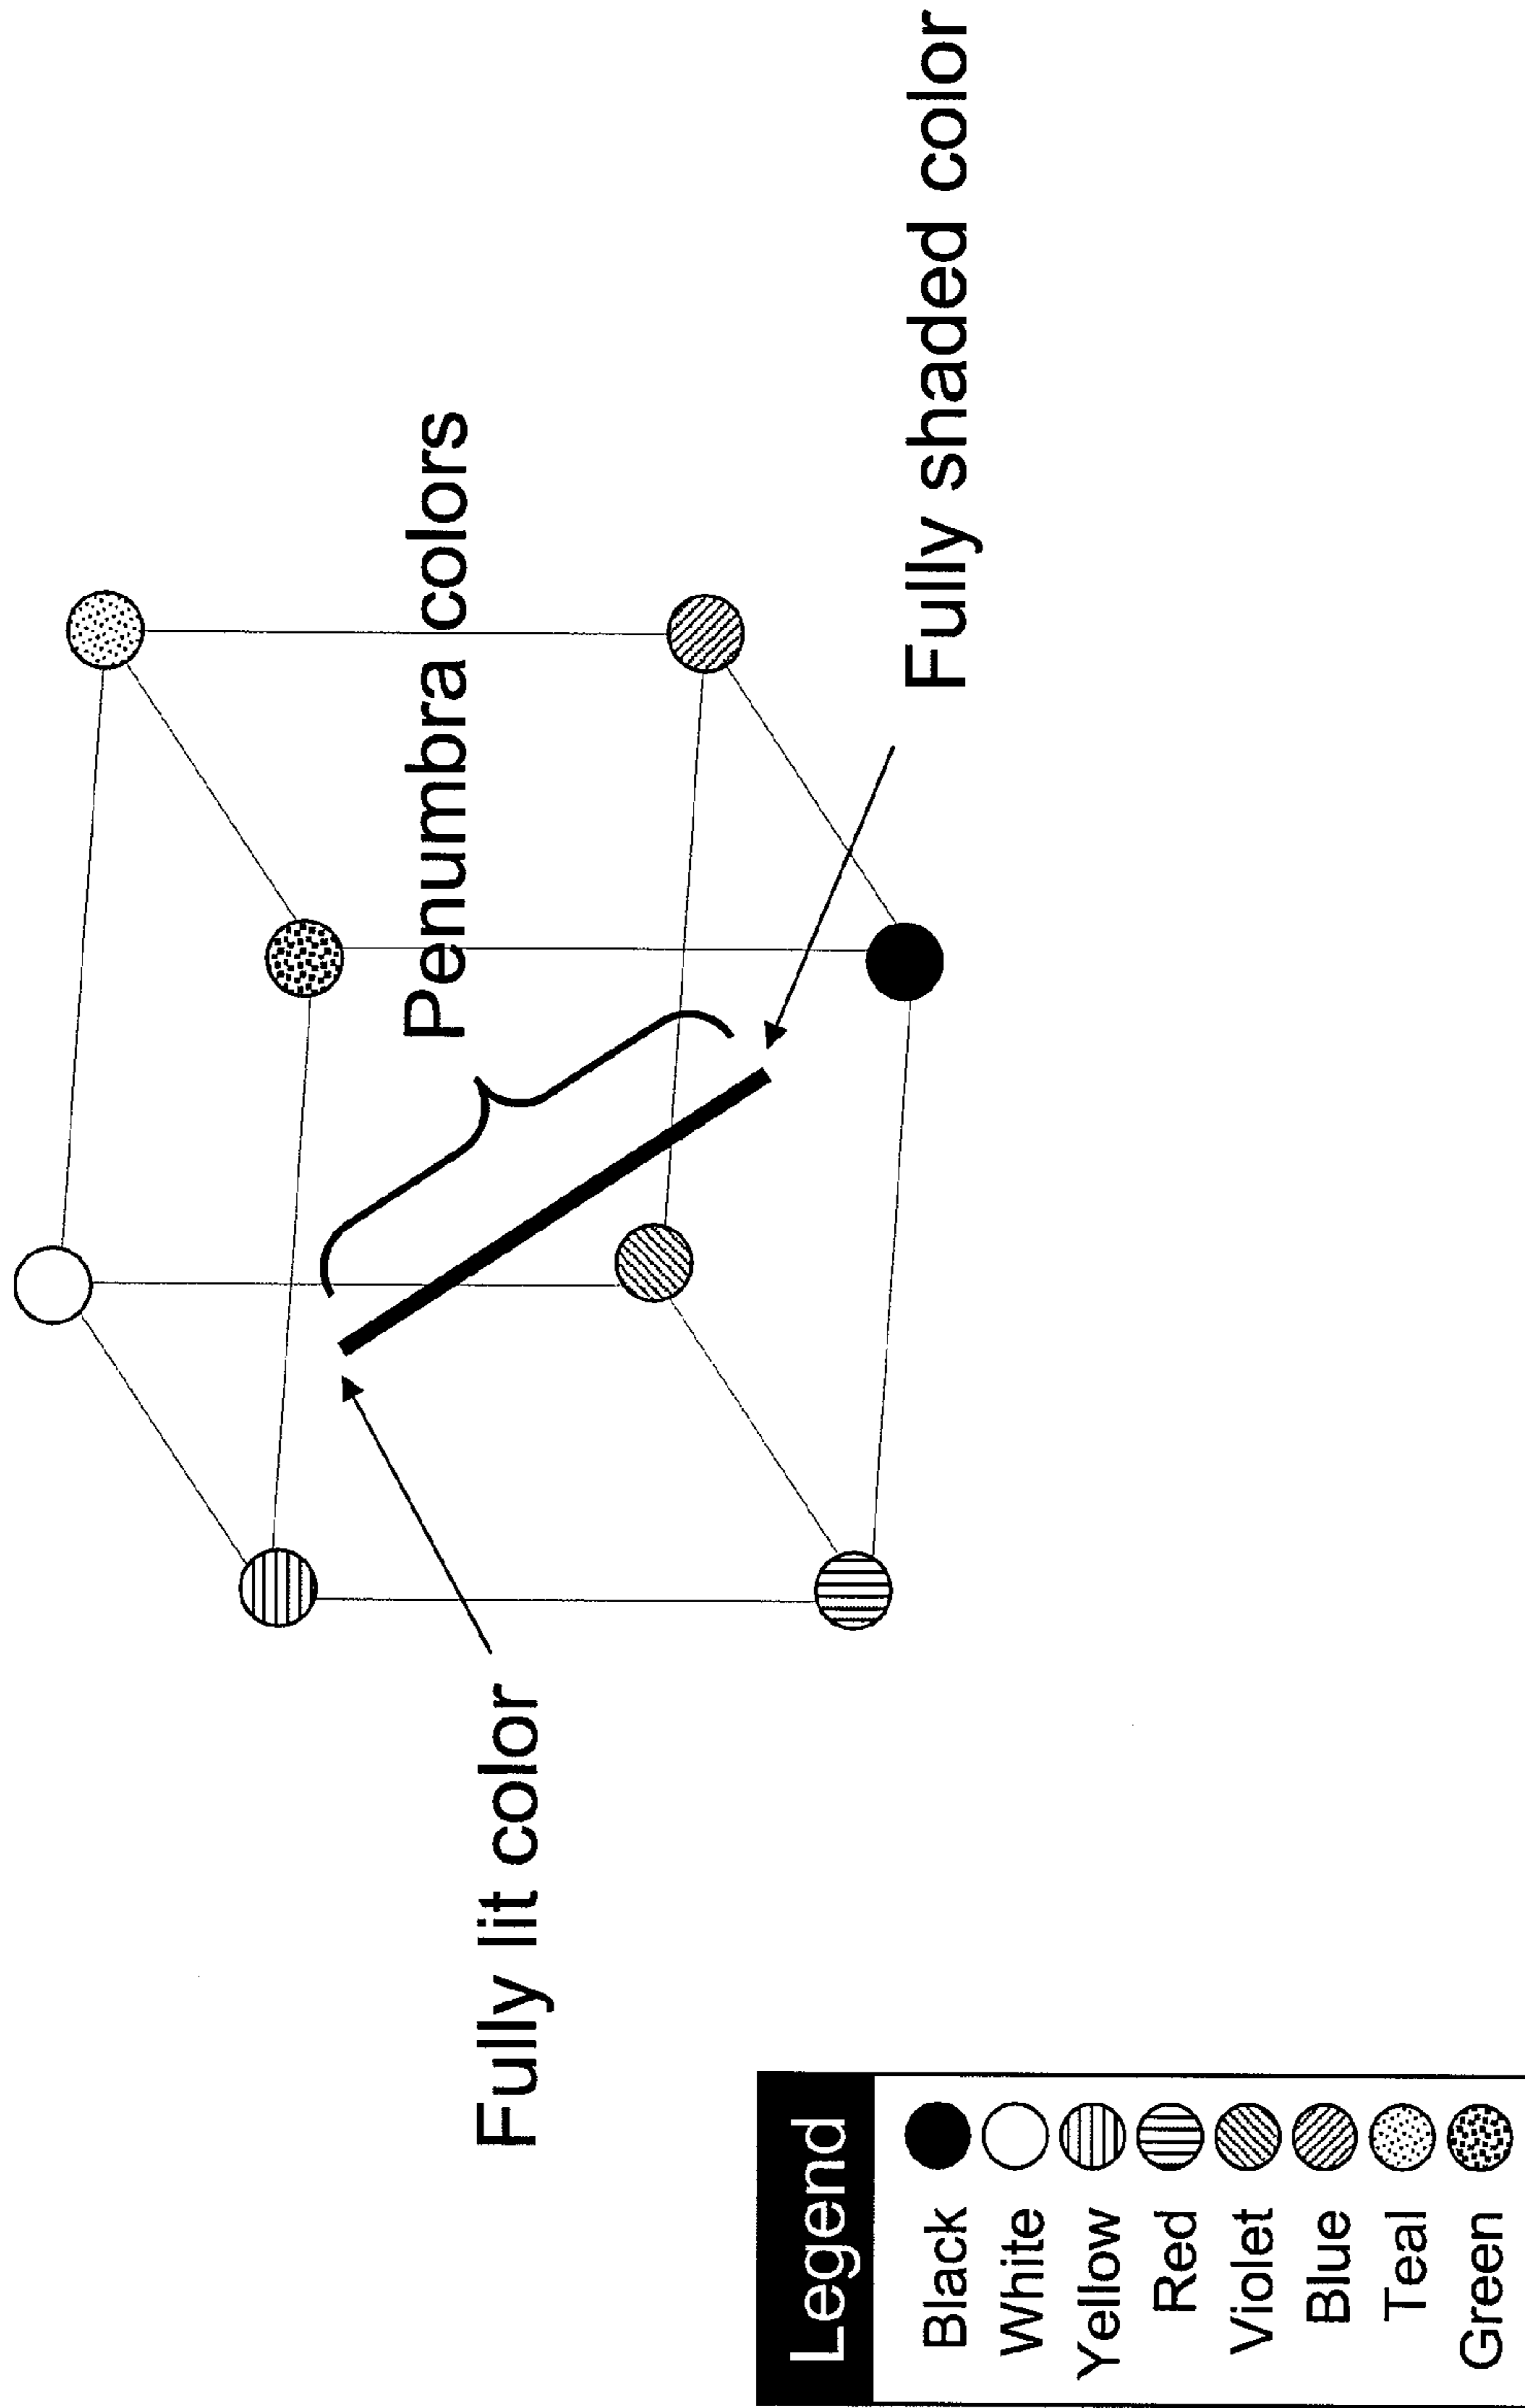 Fully lit color
Penumbra colors
Fully shaded color
Legend
Black
White
Yellow
Red
Violet
Blue
Teal
Green